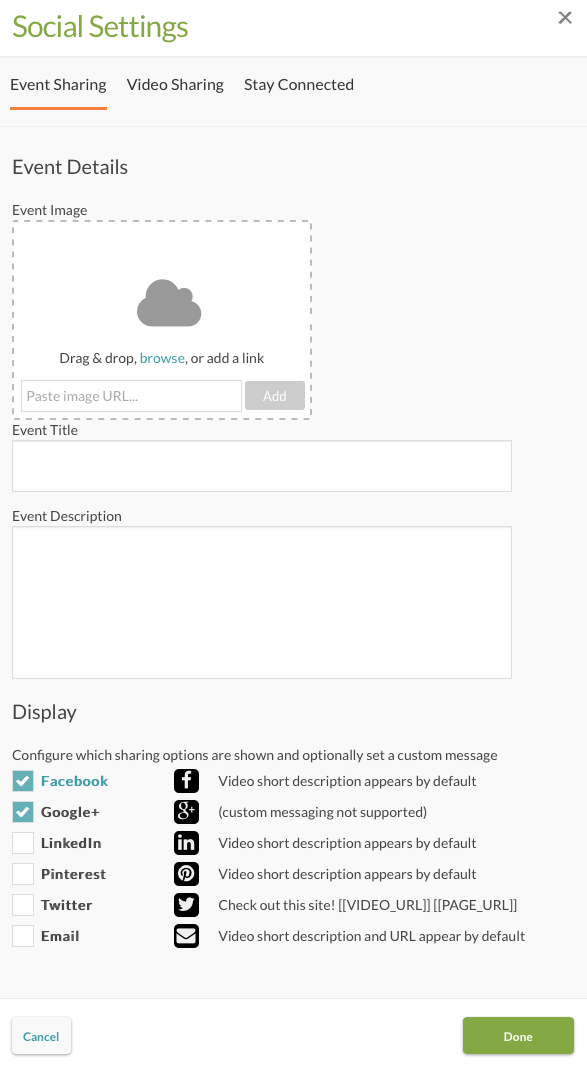 Social Settings
Event Sharing Video Sharing Stay Connected
Event Details
Event Image
Drag & drop, browse, or add a link
Paste image URL... Add
Event Title
Event Description
Display
Configure which sharing options are shown and optionally set a custom message
Facebook Video short description appears by default
Google+ (custom messaging not supported)
LinkedIn Video short description appears by default
Pinterest Video short description appears by default
Twitter Check out this site! [[VIDEO_URL]] [[PAGE_URL]]
Email Video short description and URL appear by default
Cancel Done